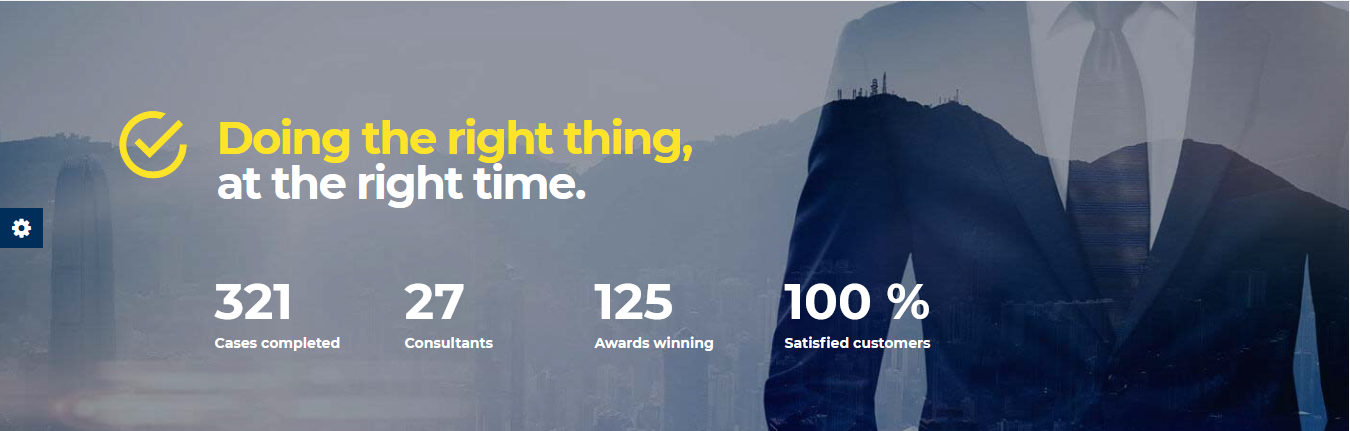 Doing the right thing,
at the right time.
321
27
125
100 %
Cases completed
Consultants
Awards winning
Satisfied customers